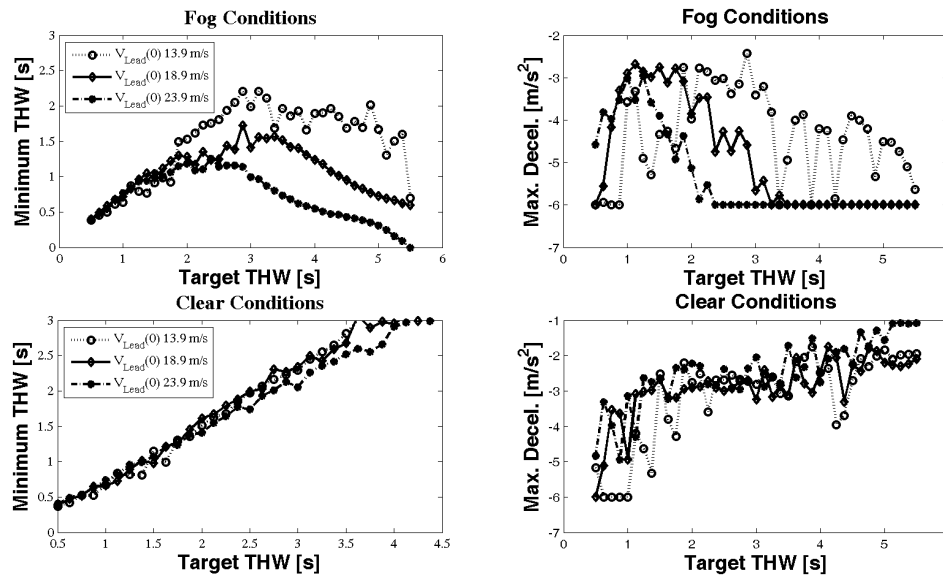 Fog Conditions
Minimum THW [s]
3
2.5
2
1.5
1
0.5
0
V_Lead(0) 13.9 m/s
V_Lead(0) 18.9 m/s
V_Lead(0) 23.9 m/s
0 1 2 3 4 5 6
Target THW [s]
Fog Conditions
Max. Decel. [m/s²]
-2
-3
-4
-5
-6
-7
0 1 2 3 4 5
Target THW [s]
Clear Conditions
Minimum THW [s]
3
2.5
2
1.5
1
0.5
0
V_Lead(0) 13.9 m/s
V_Lead(0) 18.9 m/s
V_Lead(0) 23.9 m/s
0.5 1 1.5 2 2.5 3 3.5 4 4.5
Target THW [s]
Clear Conditions
Max. Decel. [m/s²]
-1
-2
-3
-4
-5
-6
-7
0 1 2 3 4 5
Target THW [s]